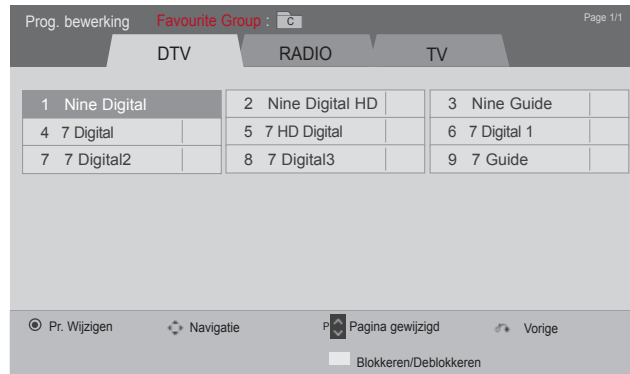 Prog. bewerking Favourite Group : C Page 1/1
DTV RADIO TV
1 Nine Digital 2 Nine Digital HD 3 Nine Guide
4 7 Digital 5 7 HD Digital 6 7 Digital 1
7 7 Digital2 8 7 Digital3 9 7 Guide
Pr. Wijzigen Navigatie P Pagina gewijzigd Vorige
Blokkeren/Deblokkeren